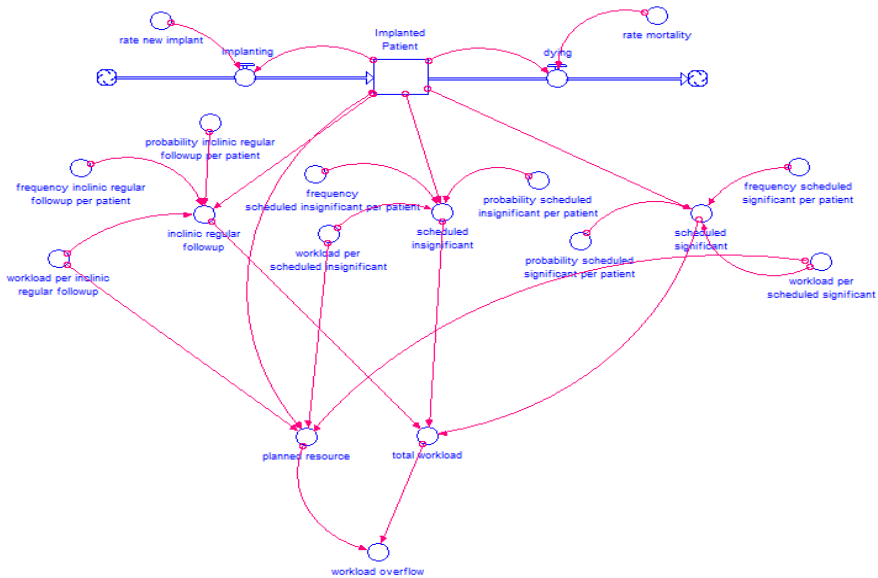 rate new implant
implanting
Implanted
Patient
dying
rate mortality
probability inclinic regular
followup per patient
frequency inclinic regular
followup per patient
inclinic regular
followup
workload per inclinic
regular followup
frequency
scheduled insignificant per patient
workload per
scheduled insignificant
scheduled
insignificant
probability scheduled
insignificant per patient
frequency scheduled
significant per patient
scheduled
significant
probability scheduled
significant per patient
workload per
scheduled significant
planned resource
total workload
workload overflow